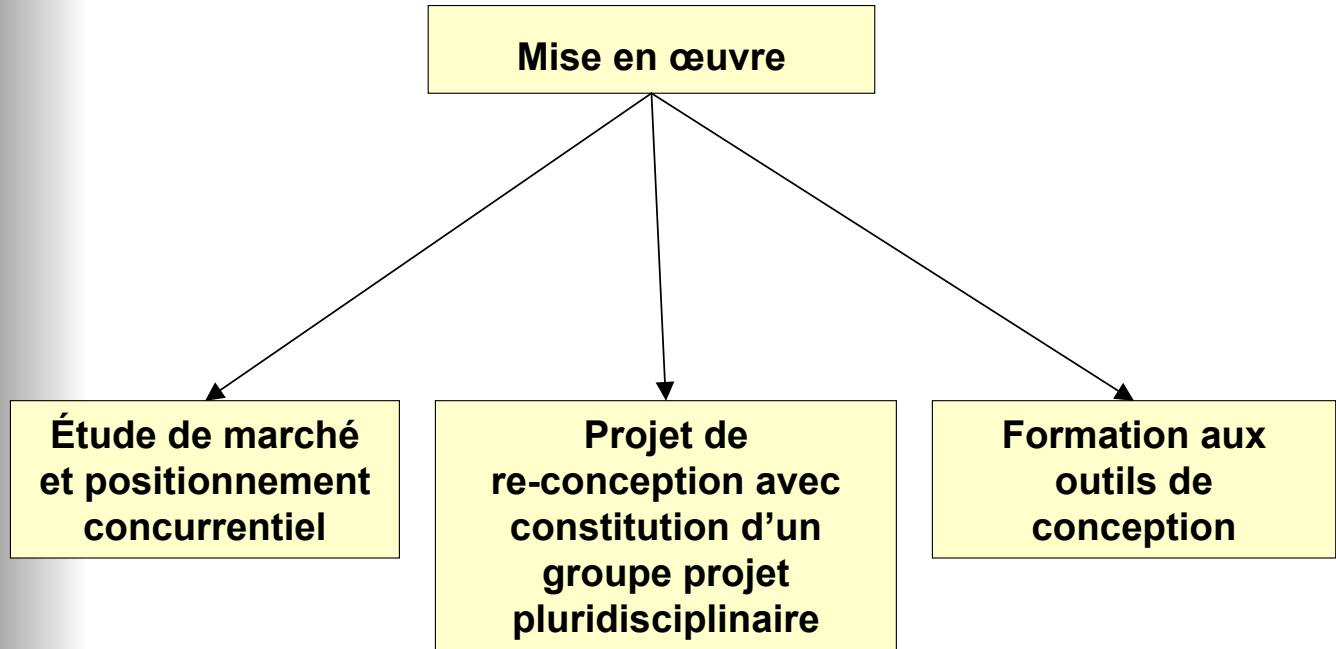 Mise en œuvre
Étude de marché
et positionnement
concurrentiel
Projet de
re-conception avec
constitution d’un
groupe projet
pluridisciplinaire
Formation aux
outils de
conception